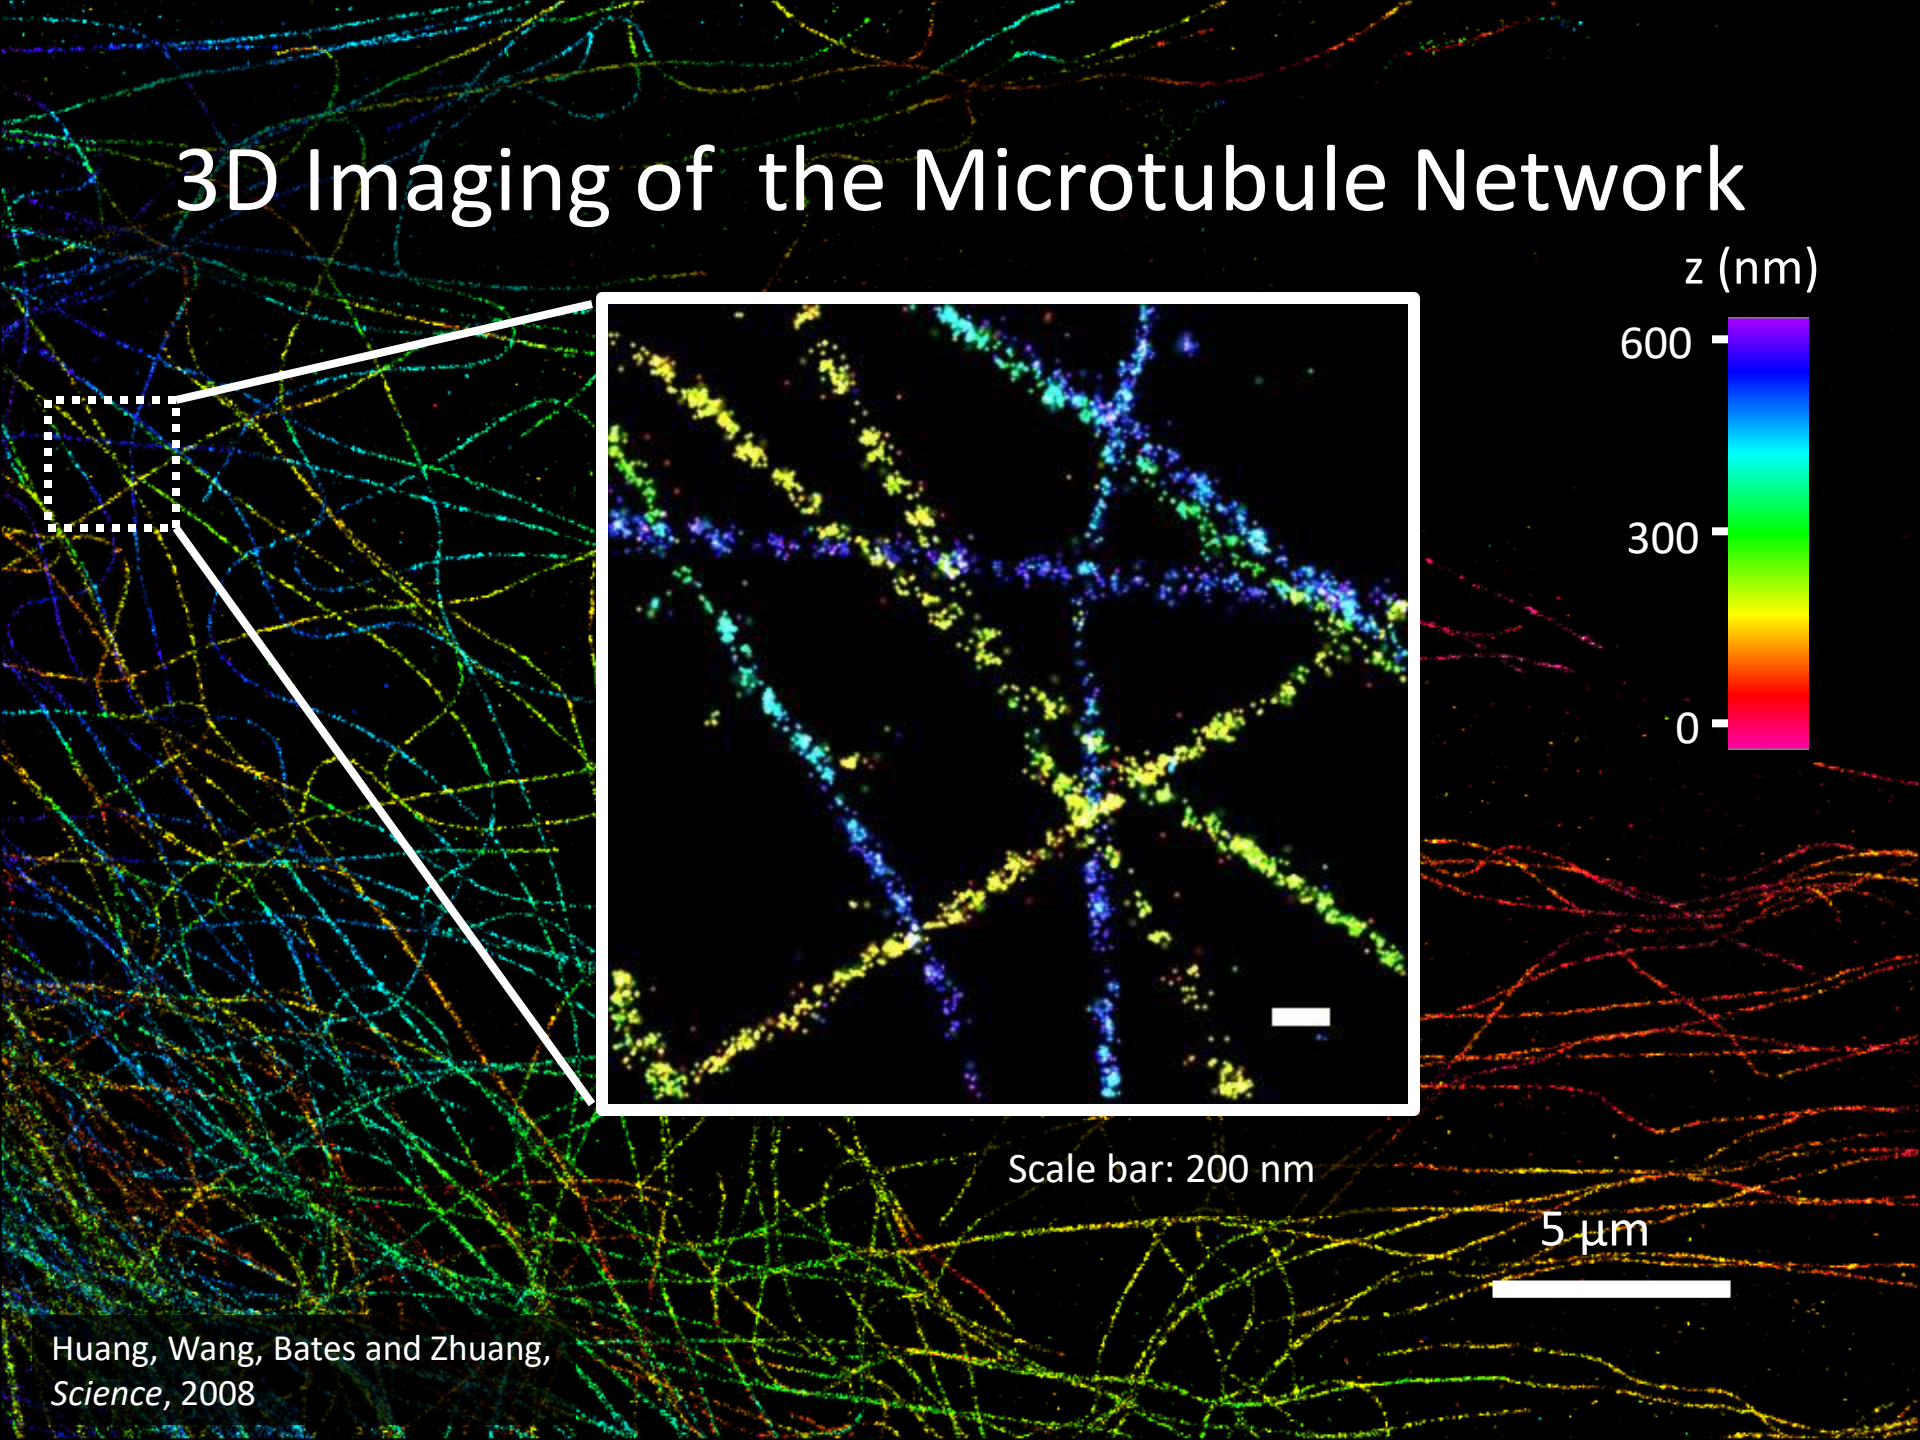 3D Imaging of  the Microtubule Network
z (nm)
600
300
0
Scale bar: 200 nm
5 μm
Huang, Wang, Bates and Zhuang,
Science, 2008